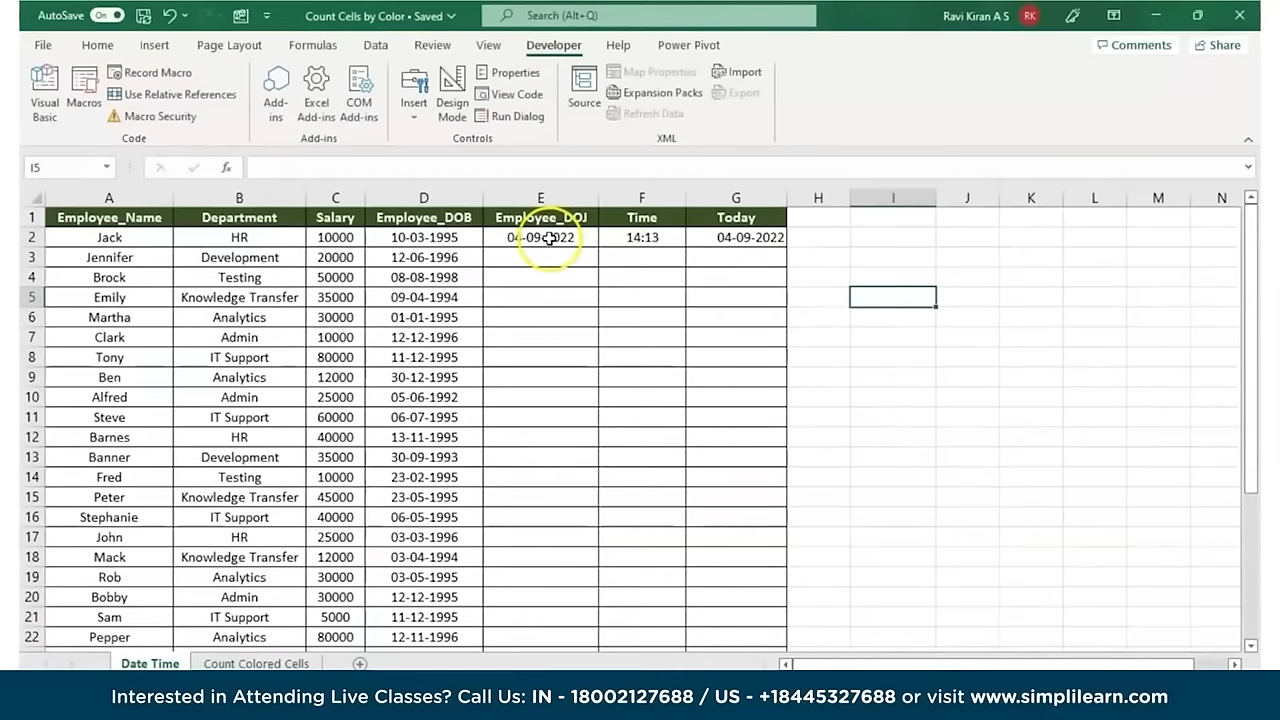 AutoSave On Count Cells by Color • Saved Search (Alt+Q) Ravi Kiran A S RK
File Home Insert Page Layout Formulas Data Review View Developer Help Power Pivot Comments Share
Visual Basic
Macros
Record Macro
Use Relative References
Macro Security
Code
Add-ins
Excel Add-ins
COM Add-ins
Add-ins
Insert
Design Mode
Properties
View Code
Run Dialog
Controls
Source
Map Properties
Expansion Packs
Refresh Data
Import
Export
XML
I5 fx
A B C D E F G H I J K L M N
1 Employee_Name Department Salary Employee_DOB Employee_DOJ Time Today
2 Jack HR 10000 10-03-1995 04-09-2022 14:13 04-09-2022
3 Jennifer Development 20000 12-06-1996
4 Brock Testing 50000 08-08-1998
5 Emily Knowledge Transfer 35000 09-04-1994
6 Martha Analytics 30000 01-01-1995
7 Clark Admin 10000 12-12-1996
8 Tony IT Support 80000 11-12-1995
9 Ben Analytics 12000 30-12-1995
10 Alfred Admin 25000 05-06-1992
11 Steve IT Support 60000 06-07-1995
12 Barnes HR 40000 13-11-1995
13 Banner Development 35000 30-09-1993
14 Fred Testing 10000 23-02-1995
15 Peter Knowledge Transfer 45000 23-05-1995
16 Stephanie IT Support 40000 06-05-1995
17 John HR 25000 03-03-1996
18 Mack Knowledge Transfer 12000 03-04-1994
19 Rob Analytics 30000 03-05-1995
20 Bobby Admin 30000 12-12-1995
21 Sam IT Support 5000 11-12-1995
22 Pepper Analytics 80000 12-11-1996
Date Time Count Colored Cells
Interested in Attending Live Classes? Call Us: IN - 18002127688 / US - +18445327688 or visit www.simplilearn.com